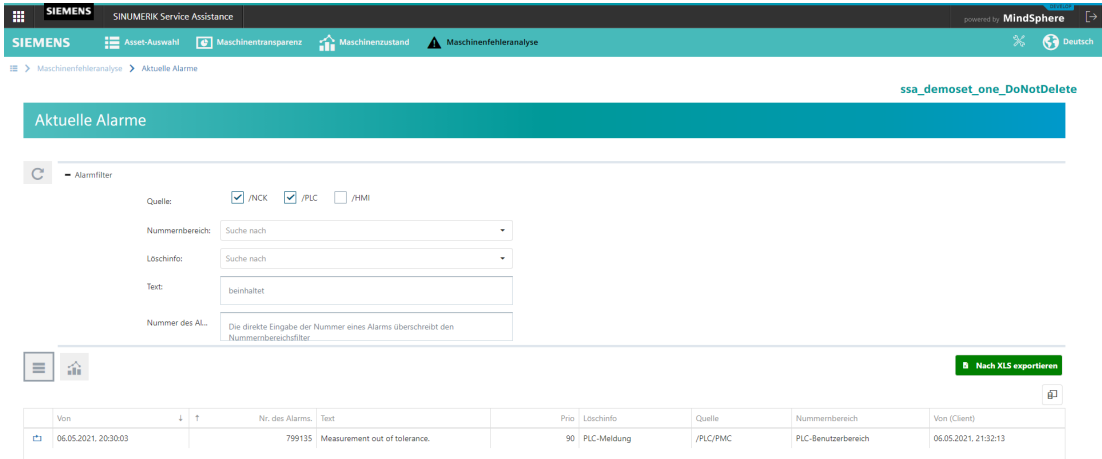 SIEMENS
SINUMERIK Service Assistance
powered by MindSphere
SIEMENS Asset-Auswahl Maschinentransparenz Maschinenzustand Maschinenfehleranalyse Deutsch
Maschinenfehleranalyse Aktuelle Alarme
ssa_demoset_one_DoNotDelete
Aktuelle Alarme
Alarmfilter
Quelle: /NCK /PLC /HMI
Nummernbereich: Suche nach
Löschinfo: Suche nach
Text: beinhaltet
Nummer des Al... Die direkte Eingabe der Nummer eines Alarms überschreibt den
Nummernbereichsfilter
Nach XLS exportieren
Von Nr. des Alarms. Text Prio Löschinfo Quelle Nummernbereich Von (Client)
06.05.2021, 20:30:03 799135 Measurement out of tolerance. 90 PLC-Meldung /PLC/PMC PLC-Benutzerbereich 06.05.2021, 21:32:13